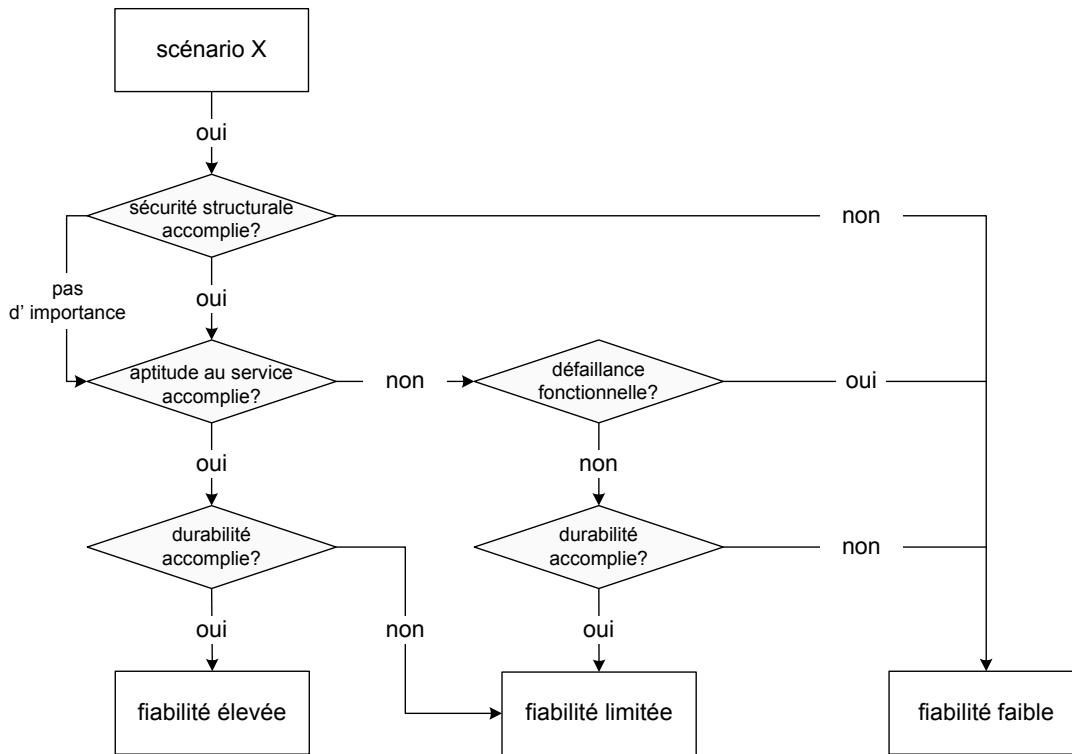 scénario X
oui
sécurité structurale
accomplie?
non
pas
d' importance
oui
aptitude au service
accomplie?
non
défaillance
fonctionnelle?
oui
oui
non
durabilité
accomplie?
durabilité
accomplie?
non
oui
non
oui
fiabilité élevée
fiabilité limitée
fiabilité faible